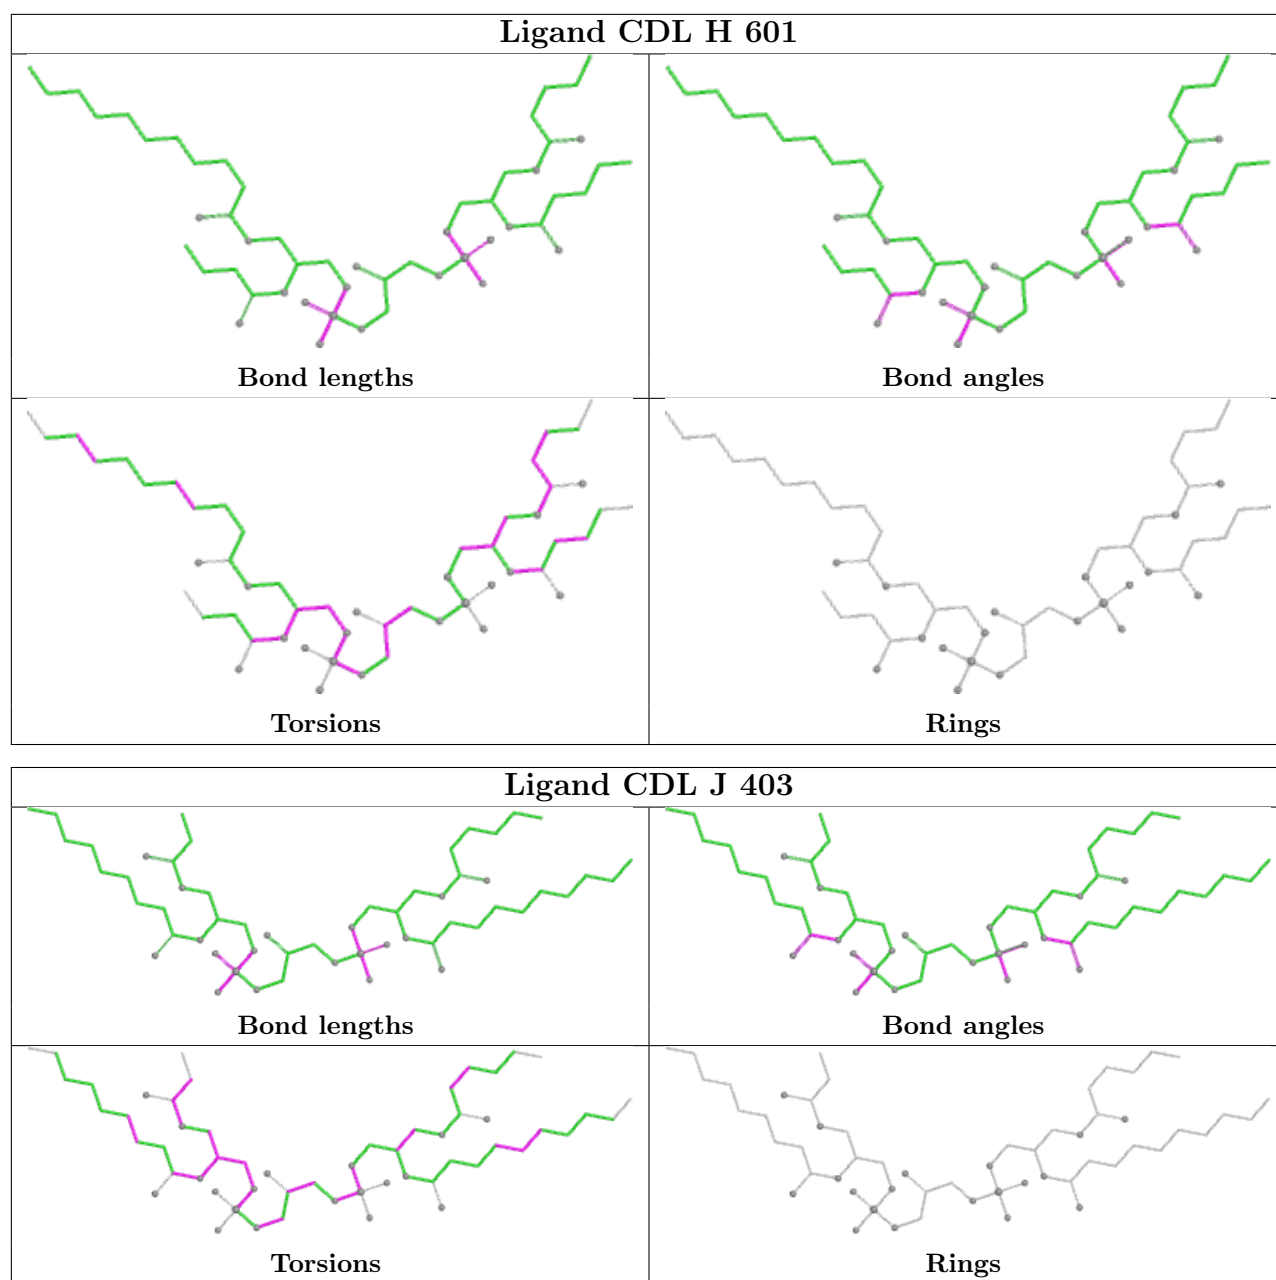 Ligand CDL H 601
Bond lengths
Bond angles
Torsions
Rings
Ligand CDL J 403
Bond lengths
Bond angles
Torsions
Rings